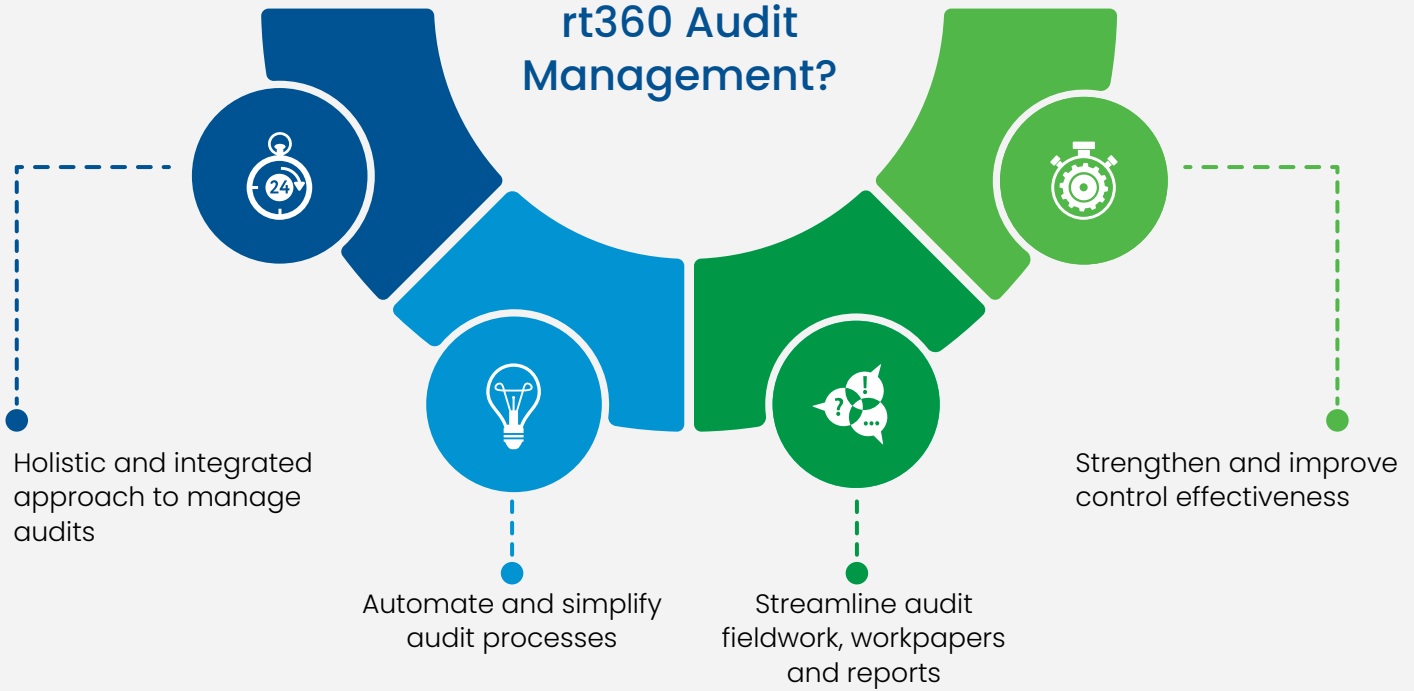 rt360 Audit
Management?
24
?
!
...
Holistic and integrated
approach to manage
audits
Automate and simplify
audit processes
Streamline audit
fieldwork, workpapers
and reports
Strengthen and improve
control effectiveness